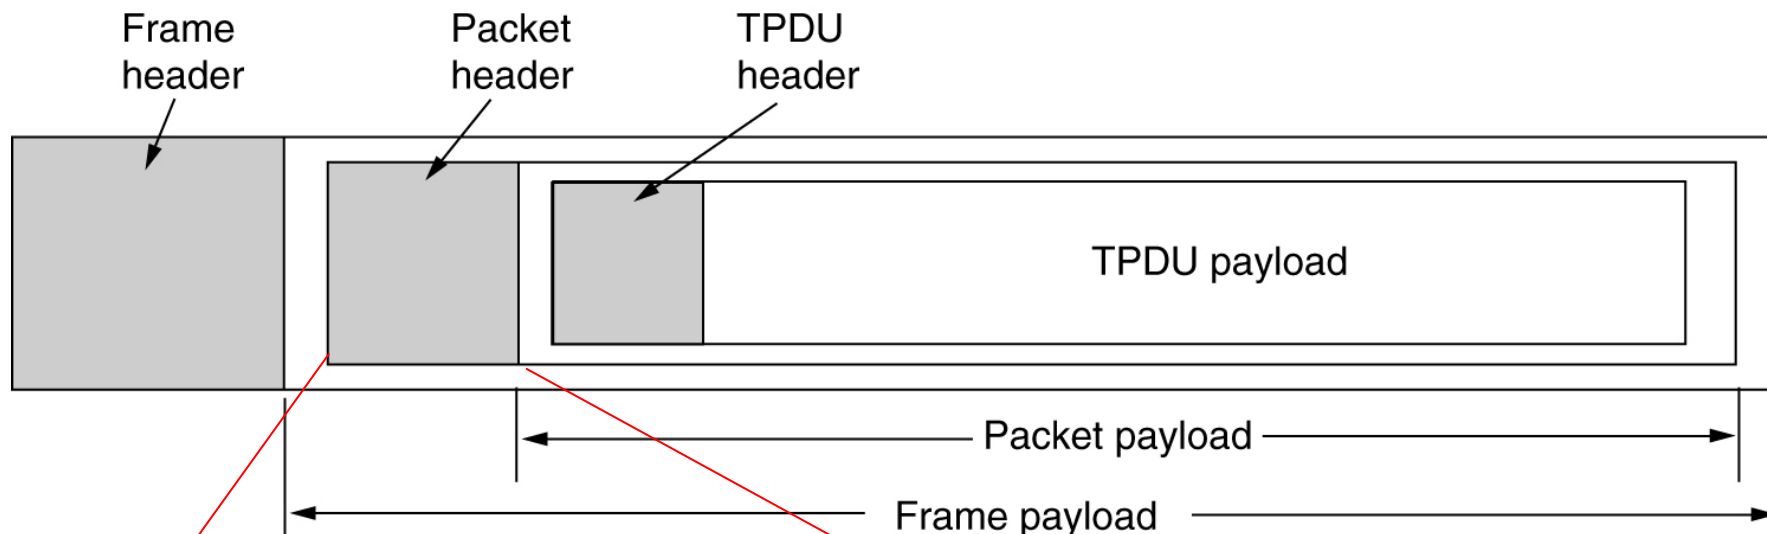 Frame
header
Packet
header
TPDU
header
TPDU payload
Packet payload
Frame payload